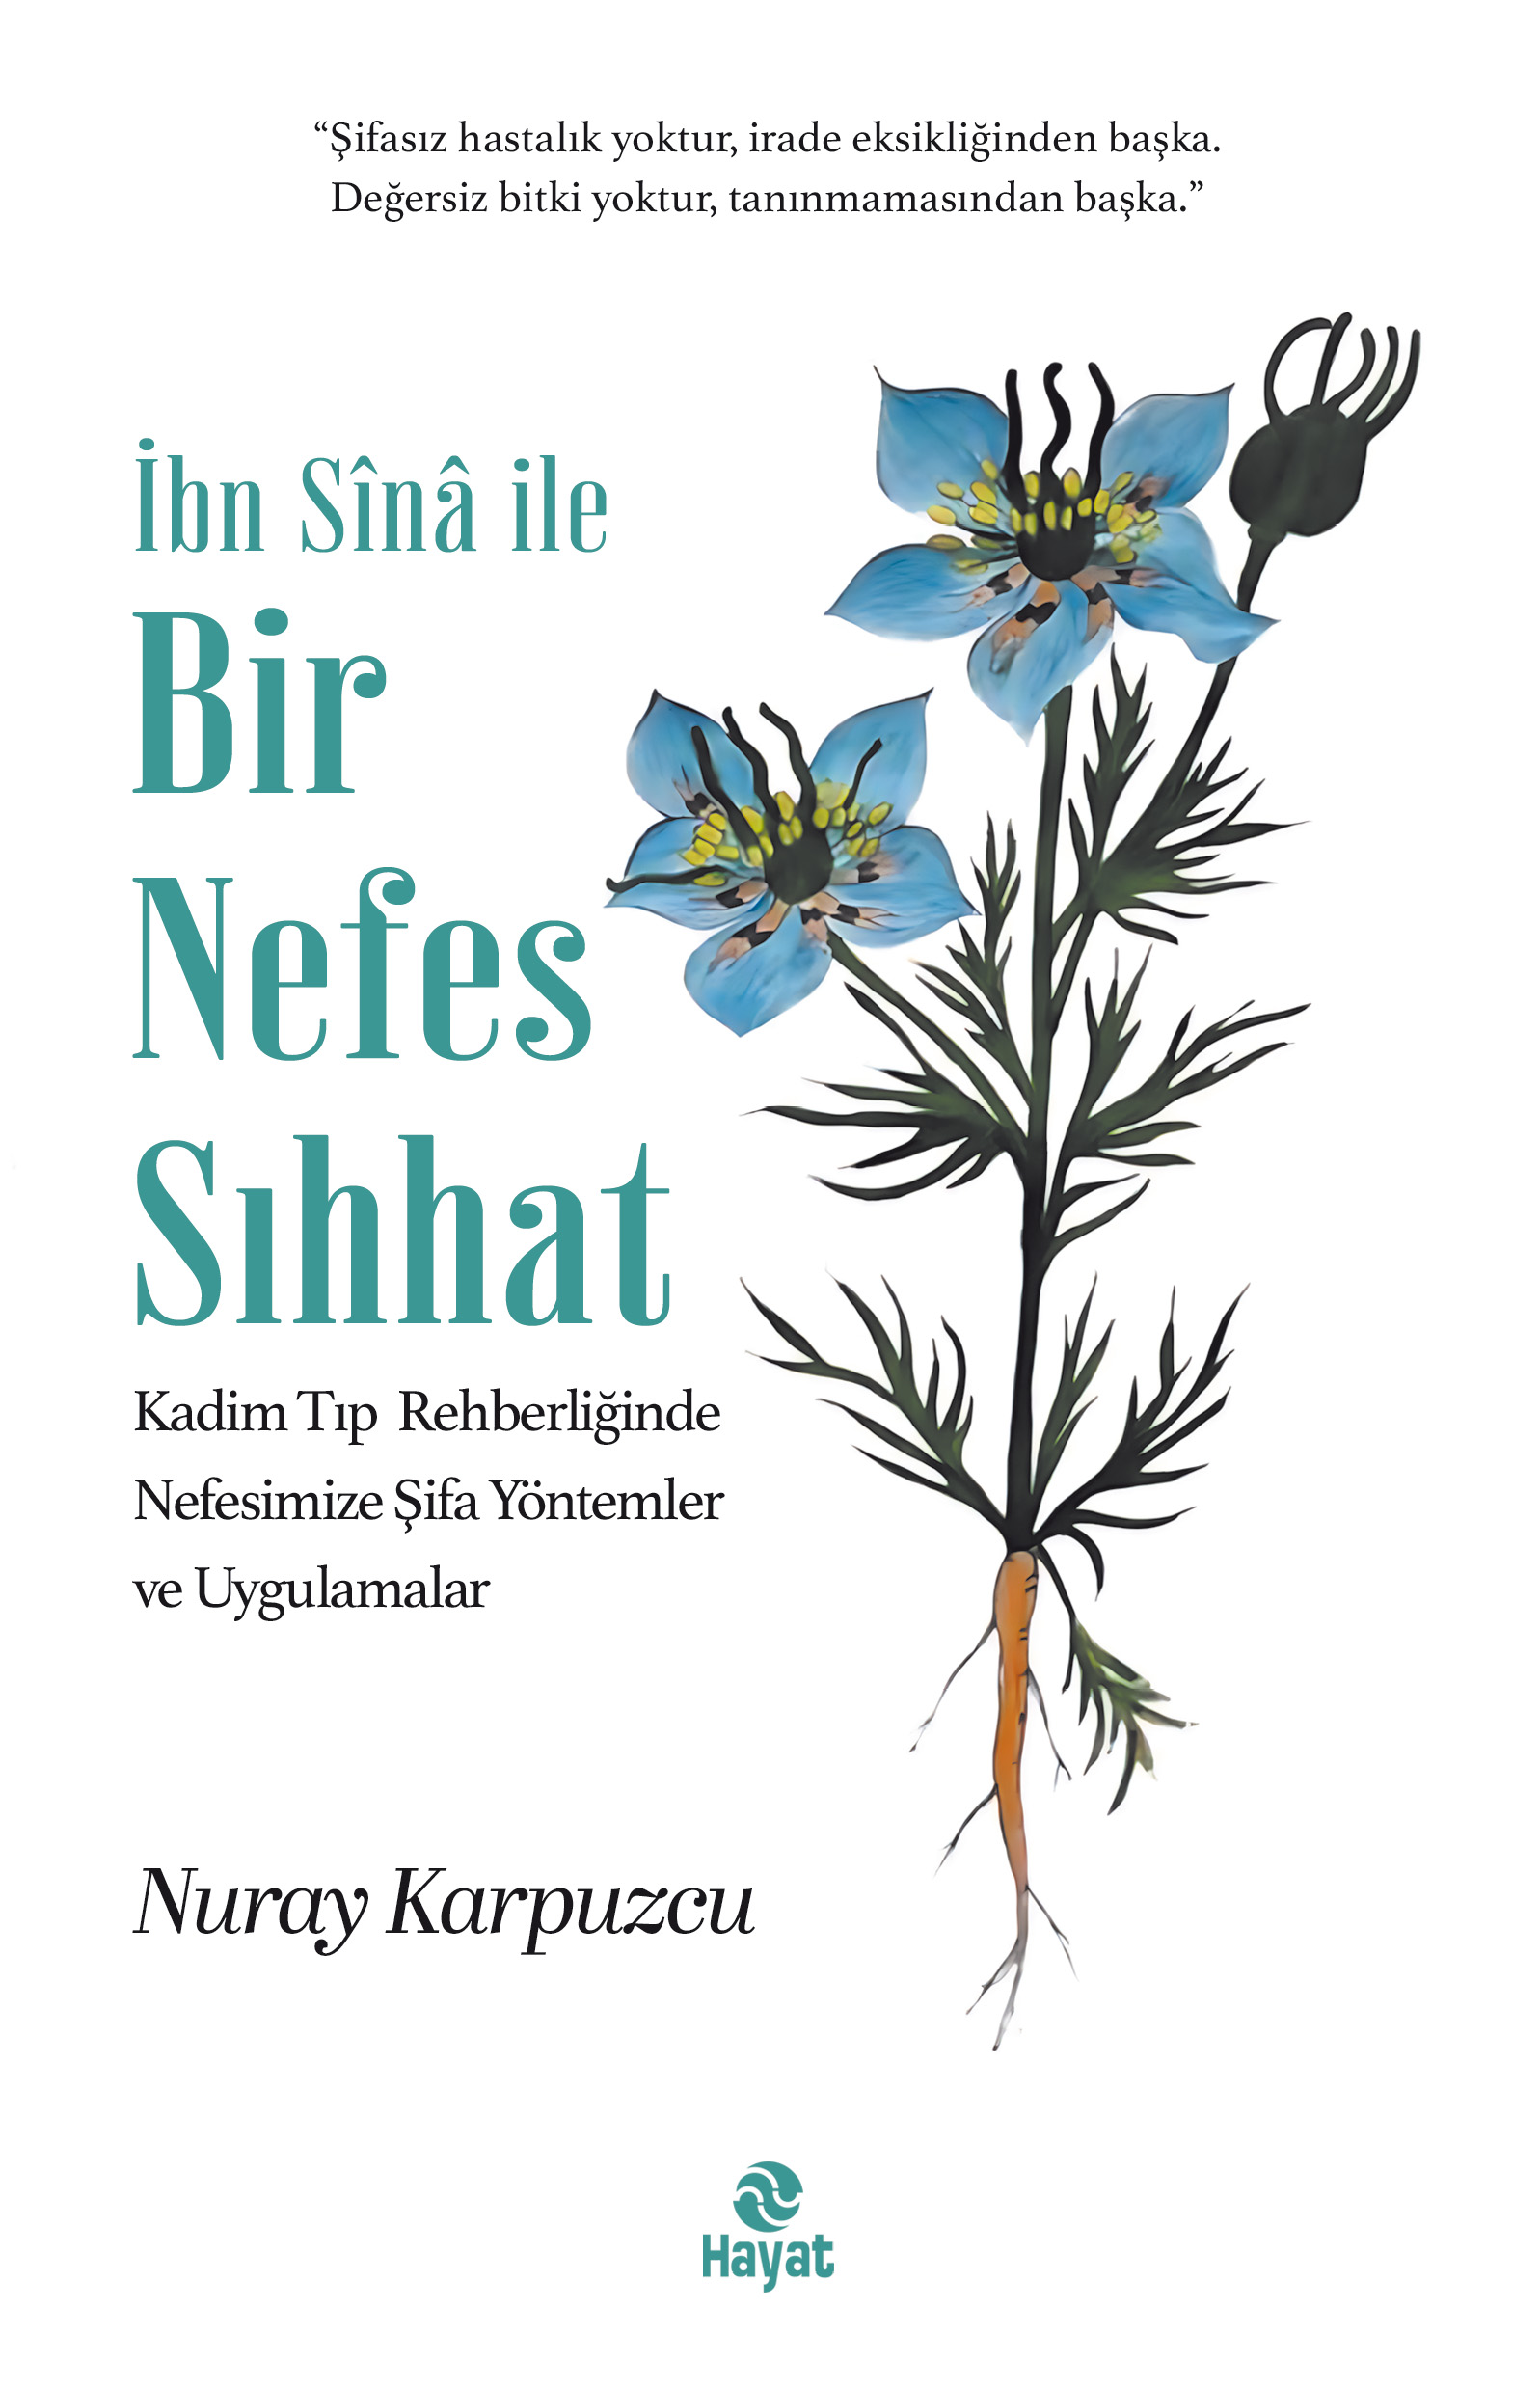 “Şifasız hastalık yoktur, irade eksikliğinden başka.
Değersiz bitki yoktur, tanınmamasından başka.”
İbn Sînâ ile
Bir
Nefes
Sıhhat
Kadim Tıp Rehberliğinde
Nefesimize Şifa Yöntemler
ve Uygulamalar
Nuray Karpuzcu
Hayat